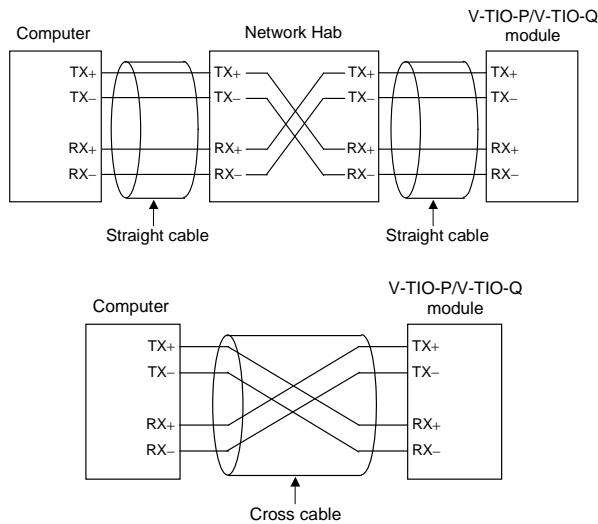 Computer
Network Hab
V-TIO-P/V-TIO-Q
module
TX+ TX+ TX+ TX+
TX− TX− TX− TX−
RX+ RX+ RX+ RX+
RX− RX− RX− RX−
Straight cable
Straight cable
Computer
V-TIO-P/V-TIO-Q
module
TX+ TX+
TX− TX−
RX+ RX+
RX− RX−
Cross cable